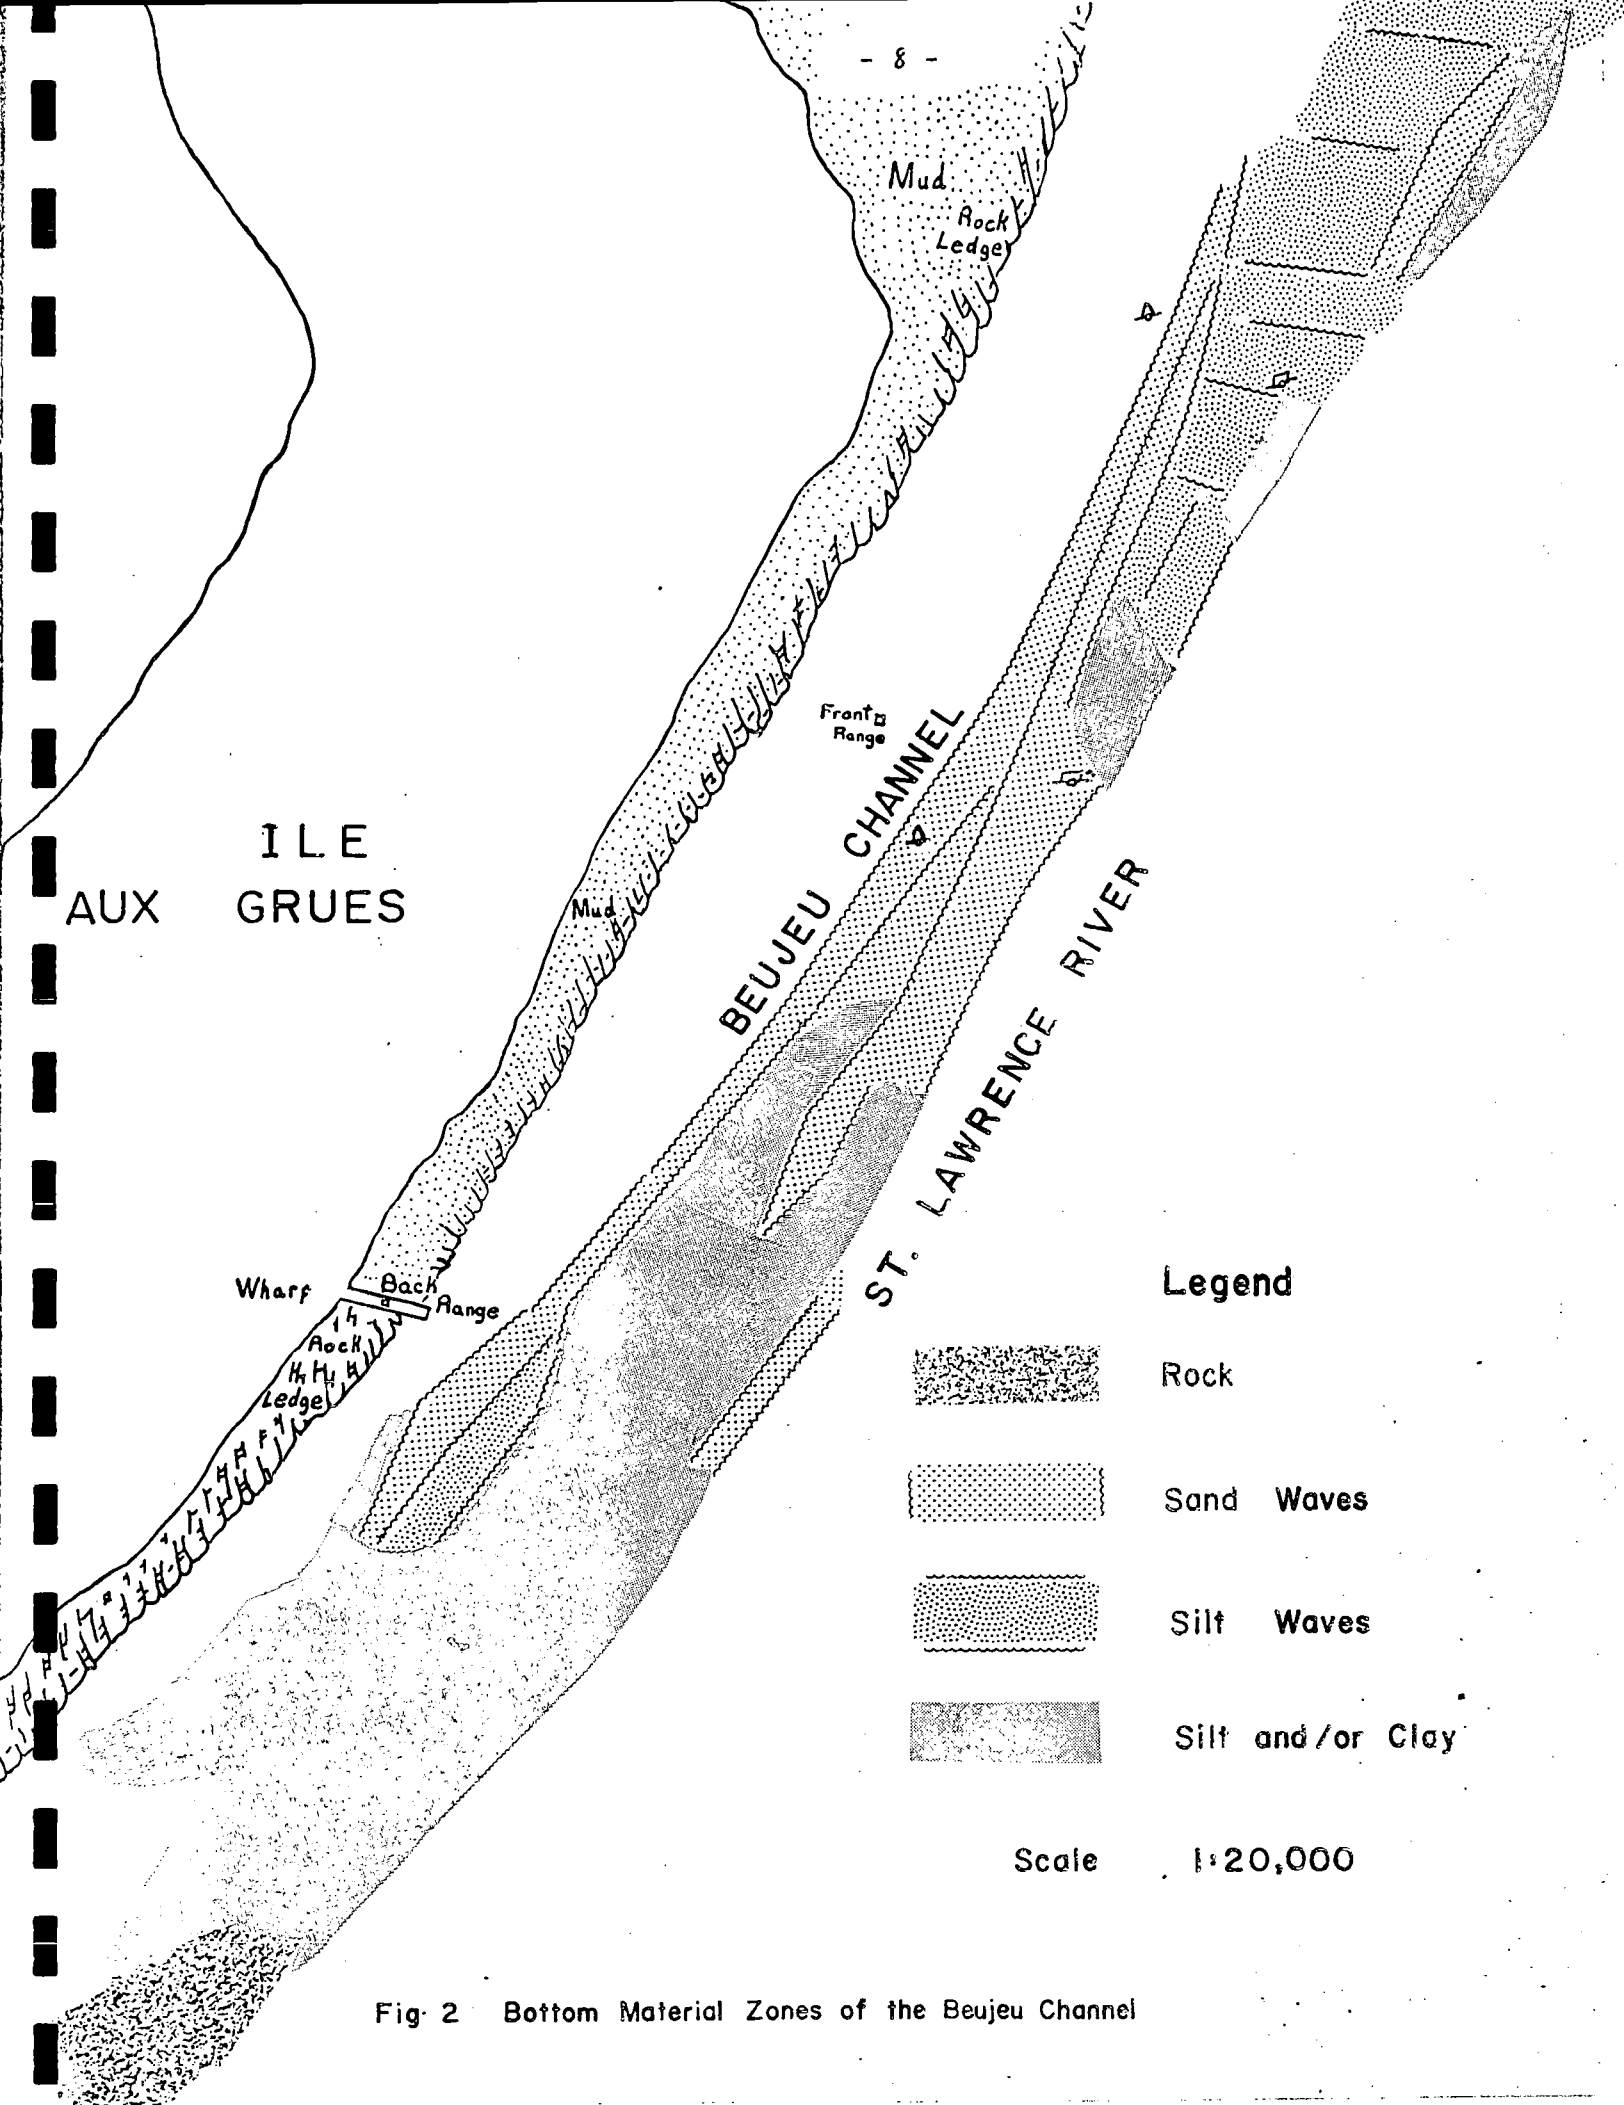 - 8 -
Mud
Rock
Ledge
Front
Range
BEUJEU CHANNEL
ILE
AUX GRUES
Mud
ST. LAWRENCE RIVER
Wharf
Back
Range
Rock
Ledge
Legend
Rock
Sand Waves
Silt Waves
Silt and/or Clay
Scale 1:20,000
Fig. 2 Bottom Material Zones of the Beujeu Channel